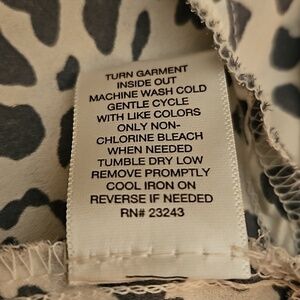 TURN GARMENT
INSIDE OUT
MACHINE WASH COLD
GENTLE CYCLE
WITH LIKE COLORS
ONLY NON-
CHLORINE BLEACH
WHEN NEEDED
TUMBLE DRY LOW
REMOVE PROMPTLY
COOL IRON ON
REVERSE IF NEEDED
RN# 23243